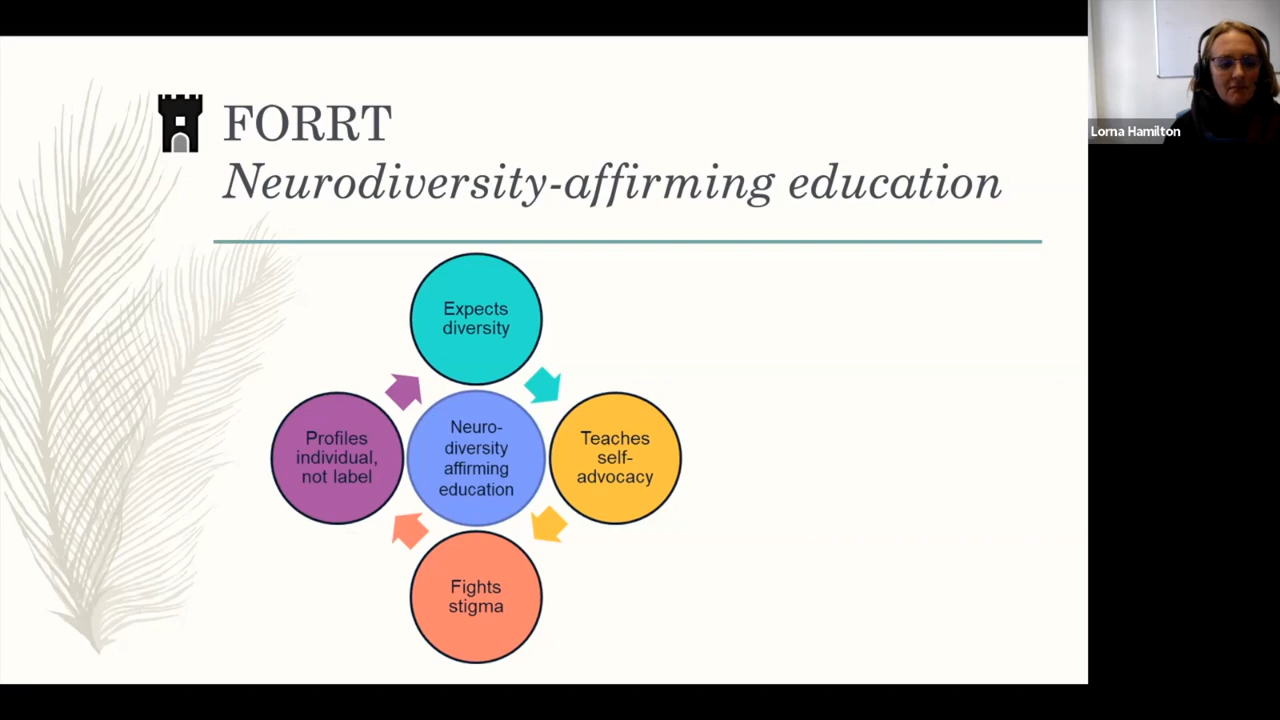 FORRT
Neurodiversity-affirming education
Expects
diversity
Profiles
individual,
not label
Neuro-
diversity
affirming
education
Teaches
self-
advocacy
Fights
stigma
Lorna Hamilton